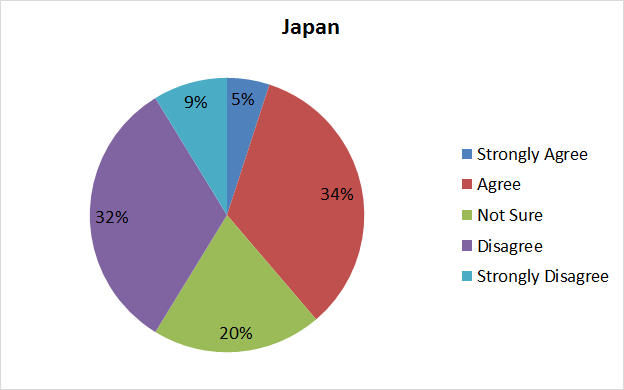 Japan
5%
9%
34%
32%
20%
Strongly Agree
Agree
Not Sure
Disagree
Strongly Disagree